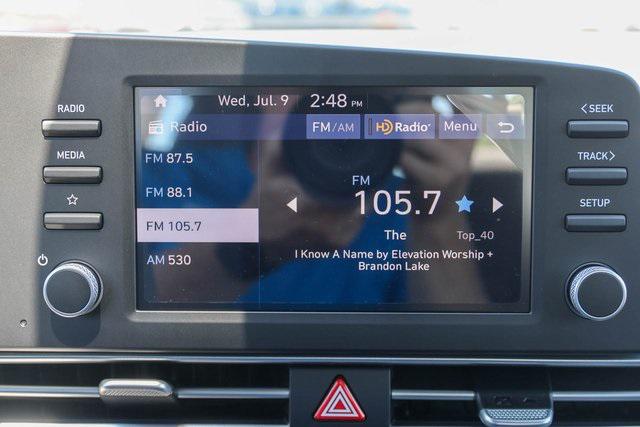 Wed, Jul. 9 2:48 PM
RADIO
<SEEK
Radio FM/AM HD Radio Menu
MEDIA
FM 87.5
TRACK>
FM 88.1
FM
105.7
SETUP
FM 105.7
The Top_40
AM 530
I Know A Name by Elevation Worship +
Brandon Lake